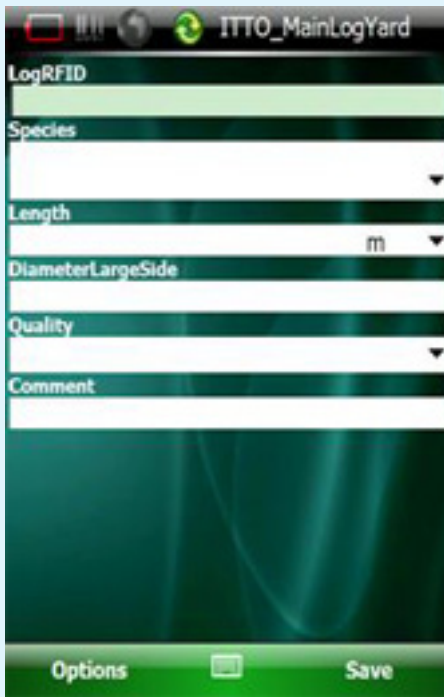 ITTO_MainLogYard
LogRFID
Species
Length
m
DiameterLargeSide
Quality
Comment
Options Save